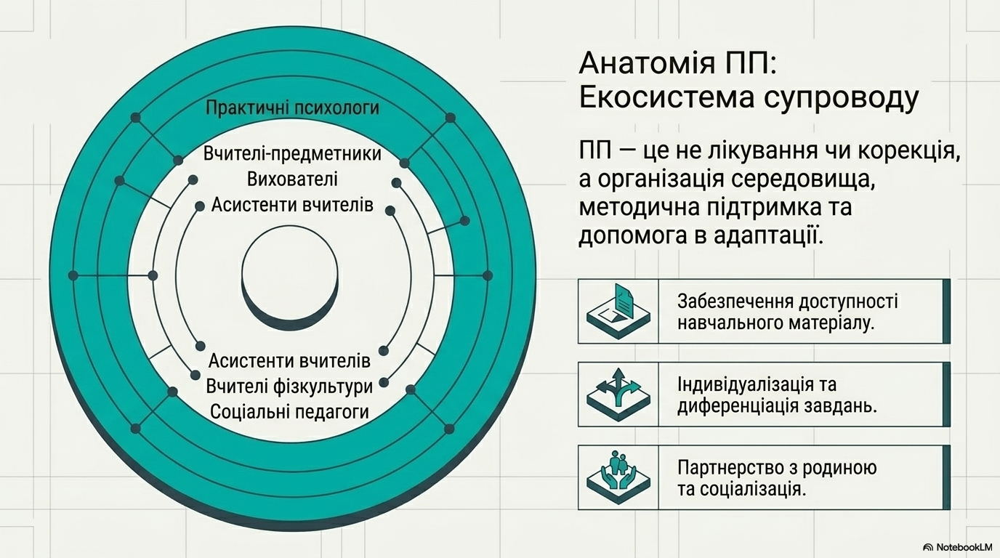 Практичні психологи
Вчителі-предметники
Вихователі
Асистенти вчителів
Асистенти вчителів
Вчителі фізкультури
Соціальні педагоги
Анатомія ПП:
Екосистема супроводу
ПП — це не лікування чи корекція,
а організація середовища,
методична підтримка та
допомога в адаптації.
Забезпечення доступності
навчального матеріалу.
Індивідуалізація та
диференціація завдань.
Партнерство з родиною
та соціалізація.
NotebookLM